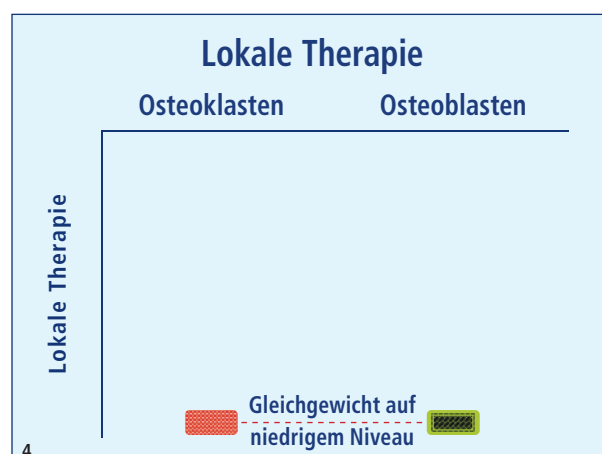 Lokale Therapie
Osteoklasten Osteoblasten
Lokale Therapie
Gleichgewicht auf
niedrigem Niveau
4